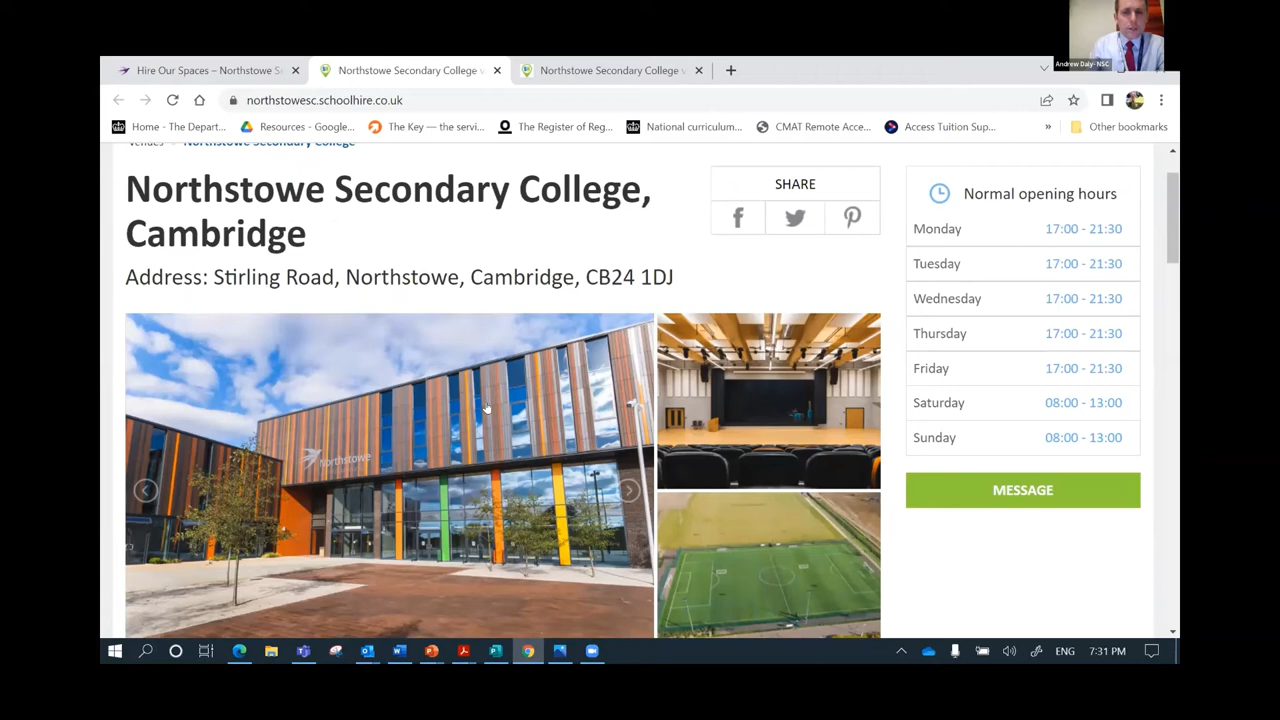 Andrew Daly- NSC
Hire Our Spaces – Northstowe S
Northstowe Secondary College v
Northstowe Secondary College v
northstowesc.schoolhire.co.uk
Home - The Depart...
Resources - Google...
The Key — the servi...
The Register of Reg...
National curriculum...
CMAT Remote Acce...
Access Tuition Sup...
»
Other bookmarks
Venues
Northstowe Secondary College
Northstowe Secondary College,
Cambridge
Address: Stirling Road, Northstowe, Cambridge, CB24 1DJ
SHARE
Normal opening hours
Monday 17:00 - 21:30
Tuesday 17:00 - 21:30
Wednesday 17:00 - 21:30
Thursday 17:00 - 21:30
Friday 17:00 - 21:30
Saturday 08:00 - 13:00
Sunday 08:00 - 13:00
MESSAGE
Northstowe
ENG
7:31 PM